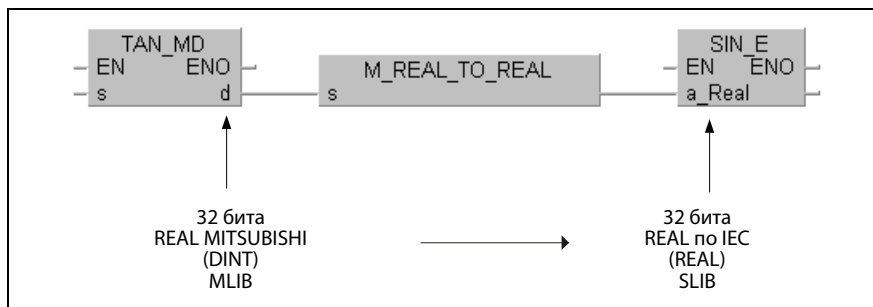 TAN_MD
EN ENO
s d
M_REAL_TO_REAL
s
SIN_E
EN ENO
a_Real
32 бита
REAL MITSUBISHI
(DINT)
MLIB
32 бита
REAL по IEC
(REAL)
SLIB